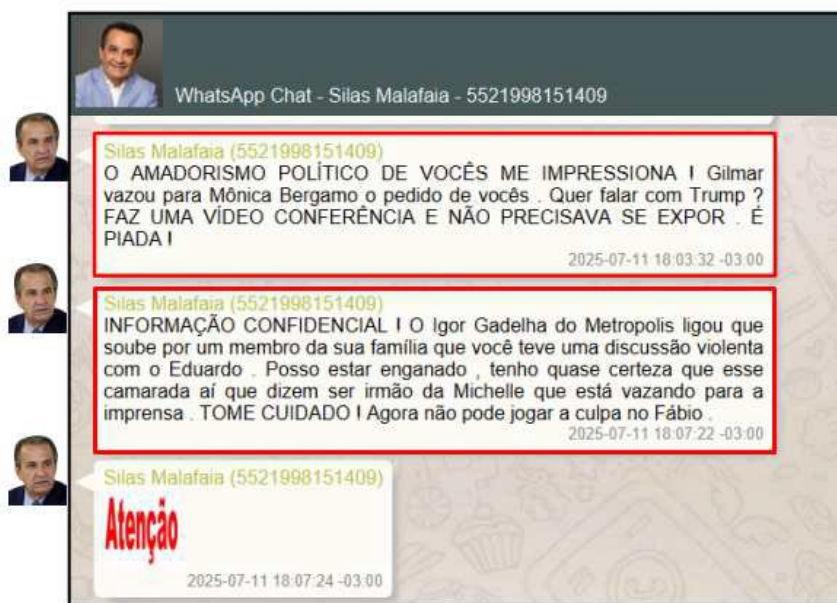 WhatsApp Chat - Silas Malafaia - 5521998151409
Silas Malafaia (5521998151409)
O AMADORISMO POLÍTICO DE VOCÊS ME IMPRESSIONA ! Gilmar
vazou para Mônica Bergamo o pedido de vocês . Quer falar com Trump ?
FAZ UMA VÍDEO CONFERÊNCIA E NÃO PRECISAVA SE EXPOR . É
PIADA !
2025-07-11 18:03:32 -03:00
Silas Malafaia (5521998151409)
INFORMAÇÃO CONFIDENCIAL ! O Igor Gadelha do Metropolis ligou que
soube por um membro da sua família que você teve uma discussão violenta
com o Eduardo . Posso estar enganado , tenho quase certeza que esse
camarada aí que dizem ser irmão da Michelle que está vazando para a
imprensa . TOME CUIDADO ! Agora não pode jogar a culpa no Fábio .
2025-07-11 18:07:22 -03:00
Silas Malafaia (5521998151409)
Atenção
2025-07-11 18:07:24 -03:00